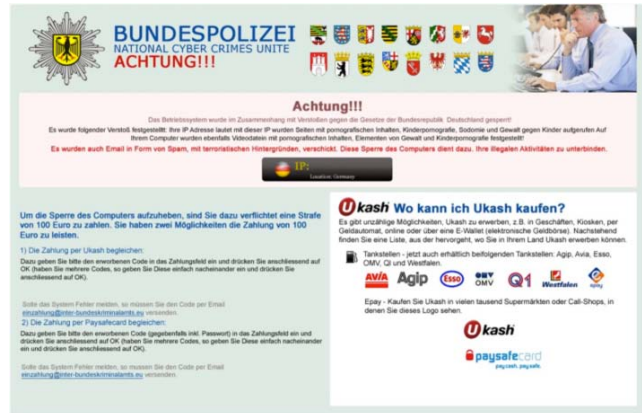 BUNDESPOLIZEI
NATIONAL CYBER CRIMES UNITE
ACHTUNG!!!
Achtung!!!
Das Betriebssystem wurde im Zusammenhang mit Verstoßen gegen die Gesetze der Bundesrepublik Deutschland gesperrt!
Es wurde folgender Verstoß festgestellt: Ihre IP Adresse lautet mit dieser IP wurden Seiten mit pornografischen Inhalten, Kinderpornografie, Sodomie und Gewalt gegen Kinder aufgerufen Auf
Ihrem Computer wurden ebenfalls Videodateien mit pornografischen Inhalten, Elementen von Gewalt und Kinderpornografie festgestellt!
Es wurden auch Email in Form von Spam, mit terroristischen Hintergründen, verschickt. Diese Sperre des Computers dient dazu, Ihre illegalen Aktivitäten zu unterbinden.
IP:
Location: Germany
Um die Sperre des Computers aufzuheben, sind Sie dazu verflichtet eine Strafe
von 100 Euro zu zahlen. Sie haben zwei Möglichkeiten die Zahlung von 100
Euro zu leisten.
1) Die Zahlung per Ukash begleichen:
Dazu geben Sie bitte den erworbenen Code in das Zahlungsfeld ein und drücken Sie anschliessend auf
OK (haben Sie mehrere Codes, so geben Sie Diese einfach nacheinander ein und drücken Sie
anschliessend auf OK).
Solte das System Fehler melden, so müssen Sie den Code per Email
einzahlung@inter-bundeskriminalamts.eu versenden.
2) Die Zahlung per Paysafecard begleichen:
Dazu geben Sie bitte den erworbenen Code (gegebenfalls inkl. Passwort) in das Zahlungsfeld ein und
drücken Sie anschliessend auf OK (haben Sie mehrere Codes, so geben Sie Diese einfach nacheinander
ein und drücken Sie anschliessend auf OK).
Solte das System Fehler melden, so mussen Sie den Code per Email
einzahlung@inter-bundeskriminalamts.eu versenden.
Ukash Wo kann ich Ukash kaufen?
Es gibt unzählige Möglichkeiten, Ukash zu erwerben, z.B. in Geschäften, Kiosken, per
Geldautomat, online oder über eine E-Wallet (elektronische Geldbörse). Nachstehend
finden Sie eine Liste, aus der hervorgeht, wo Sie in Ihrem Land Ukash erwerben können.
Tankstellen - jetzt auch erhältlich beifolgenden Tankstellen: Agip, Avia, Esso,
OMV, Ql und Westfalen.
AVIA Agip Esso OMV Q1 Westfalen epay
Epay - Kaufen Sie Ukash in vielen tausend Supermärkten oder Call-Shops, in
denen Sie dieses Logo sehen.
Ukash
paysafecard
pay cash. pay safe.